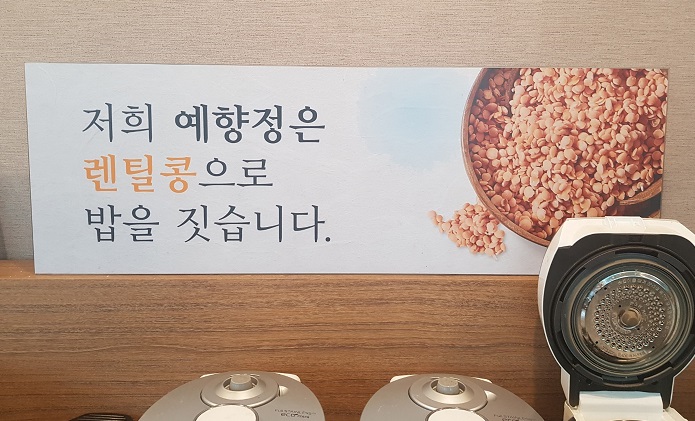 저희 예향정은
렌틸콩으로
밥을 짓습니다.